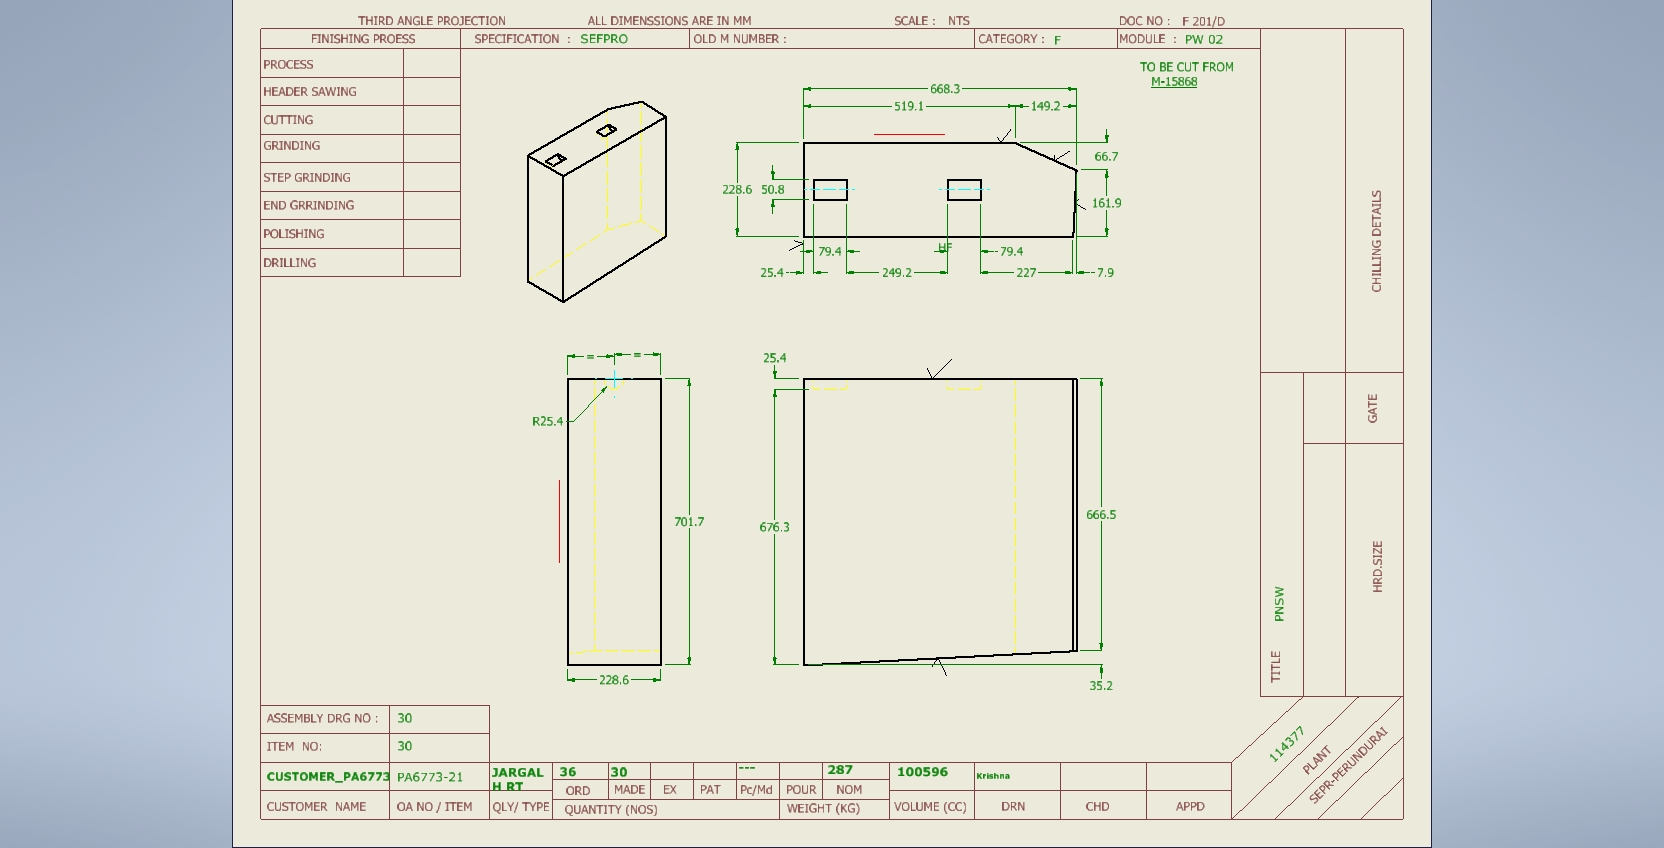 THIRD ANGLE PROJECTION ALL DIMENSSIONS ARE IN MM SCALE : NTS DOC NO : F 201/D
FINISHING PROESS SPECIFICATION : SEFPRO OLD M NUMBER : CATEGORY : F MODULE : PW 02
PROCESS
HEADER SAWING
CUTTING
GRINDING
STEP GRINDING
END GRRINDING
POLISHING
DRILLING
TO BE CUT FROM
M-15868
668.3
519.1 149.2
66.7
228.6 50.8
161.9
HF
79.4 79.4
25.4 249.2 227 7.9
= =
25.4
R25.4
701.7
676.3
666.5
228.6
35.2
CHILLING DETAILS
GATE
HRD.SIZE
PNSW
TITLE
ASSEMBLY DRG NO : 30
ITEM NO: 30
CUSTOMER_PA6773 PA6773-21 JARGAL 36 30 --- 287 100596 Krishna
H RT
ORD MADE EX PAT Pc/Md POUR NOM
CUSTOMER NAME OA NO / ITEM QLY/ TYPE QUANTITY (NOS) WEIGHT (KG) VOLUME (CC) DRN CHD APPD
114377
PLANT
SEPR-PERUNDURAI